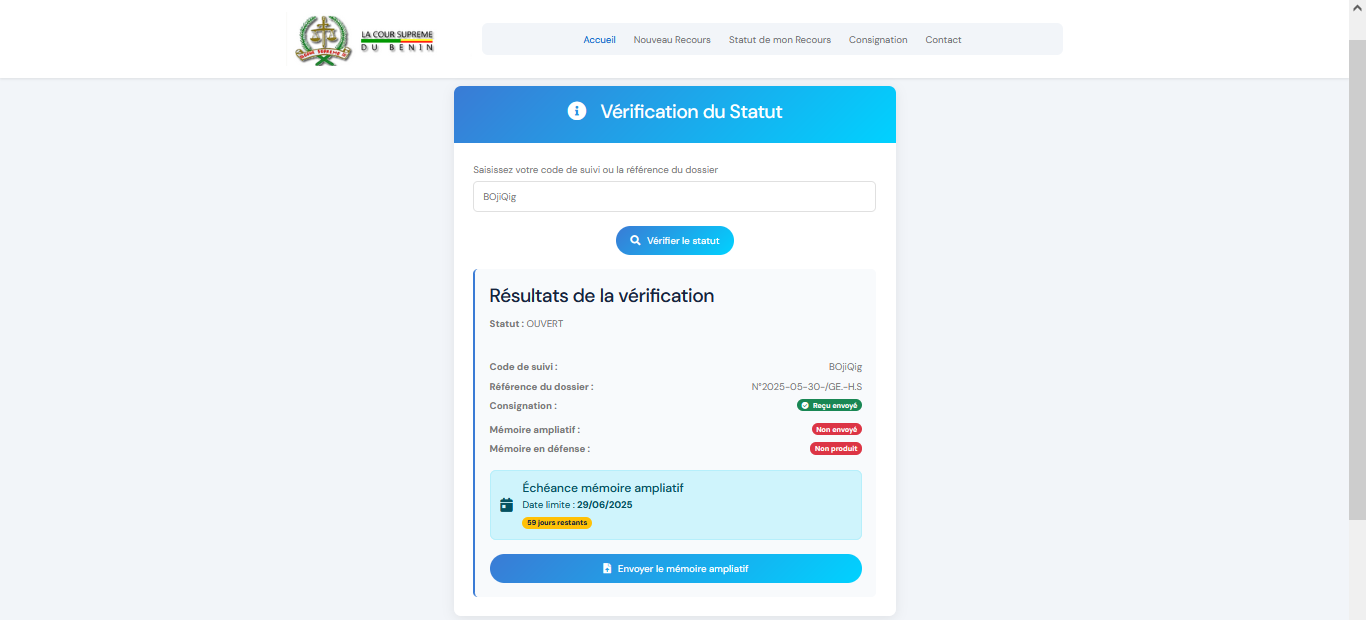 LA COUR SUPREME
DU BENIN
Accueil
Nouveau Recours
Statut de mon Recours
Consignation
Contact
Vérification du Statut
Saisissez votre code de suivi ou la référence du dossier
BOjiQig
Vérifier le statut
Résultats de la vérification
Statut : OUVERT
Code de suivi : BOjiQig
Référence du dossier : N°2025-05-30-/GE.-H.S
Consignation : Reçu envoyé
Mémoire ampliatif : Non envoyé
Mémoire en défense : Non produit
Échéance mémoire ampliatif
Date limite : 29/06/2025
59 jours restants
Envoyer le mémoire ampliatif